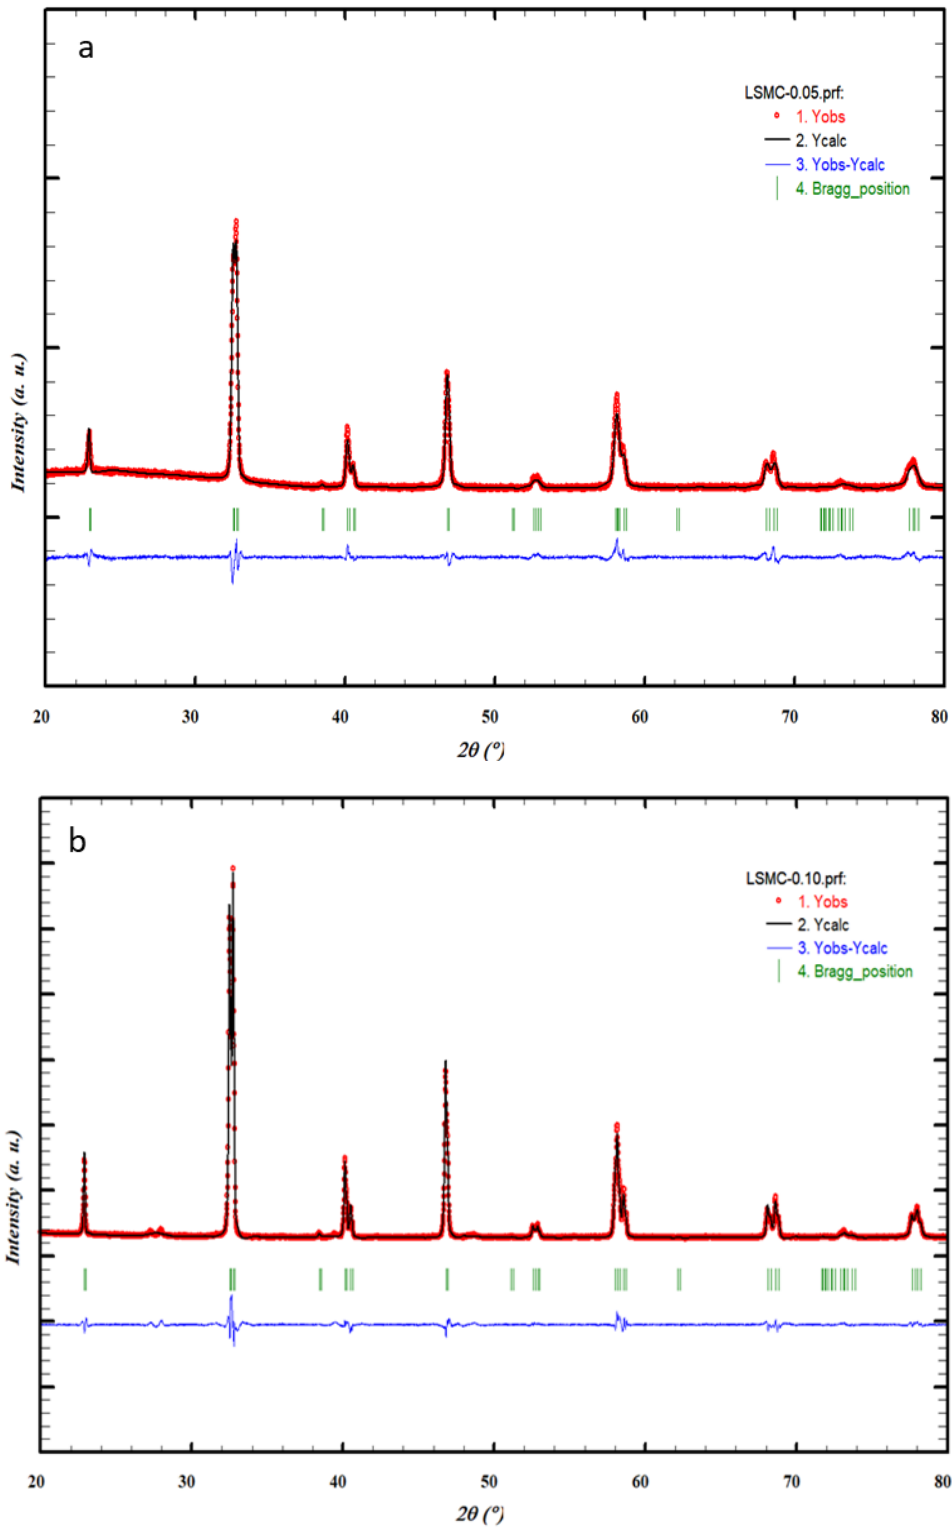 a
LSMC-0.05.prf:
1. Yobs
2. Ycalc
3. Yobs-Ycalc
4. Bragg_position
Intensity (a. u.)
20 30 40 50 60 70 80
2θ (°)
b
LSMC-0.10.prf:
1. Yobs
2. Ycalc
3. Yobs-Ycalc
4. Bragg_position
Intensity (a. u.)
20 30 40 50 60 70 80
2θ (°)